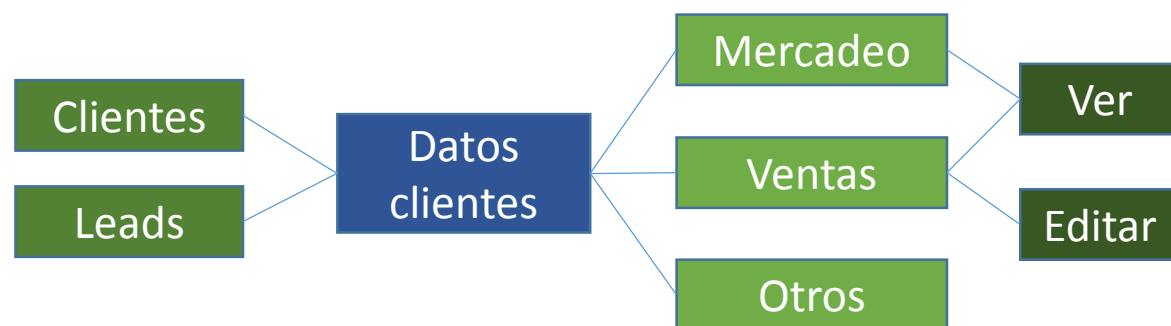 Clientes
Leads
Datos
clientes
Mercadeo
Ventas
Otros
Ver
Editar